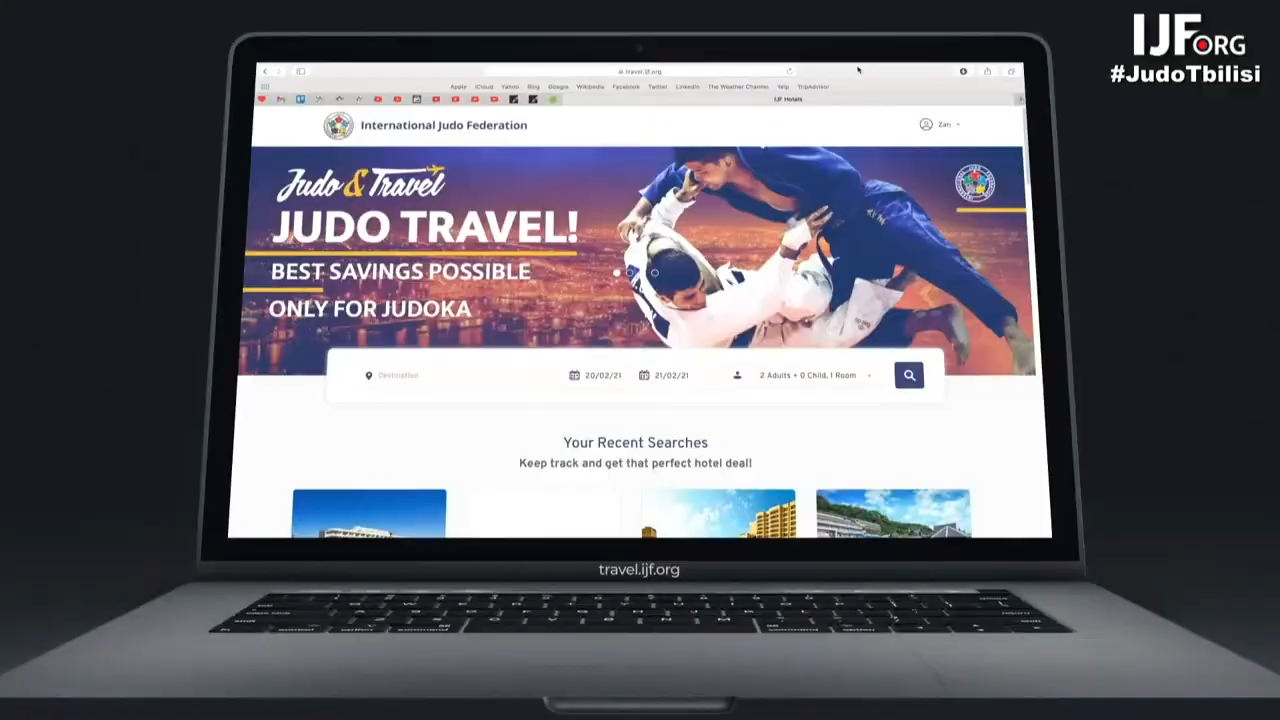 IJF.ORG
#JudoTbilisi
travel.ijf.org
Apple iCloud Yahoo Bing Google Wikipedia Facebook Twitter LinkedIn The Weather Channel Yelp TripAdvisor
IJF Hotels
International Judo Federation
Zan
Judo & Travel
JUDO TRAVEL!
BEST SAVINGS POSSIBLE
ONLY FOR JUDOKA
Destination
20/02/21
21/02/21
2 Adults + 0 Child, 1 Room
Your Recent Searches
Keep track and get that perfect hotel deal!
travel.ijf.org